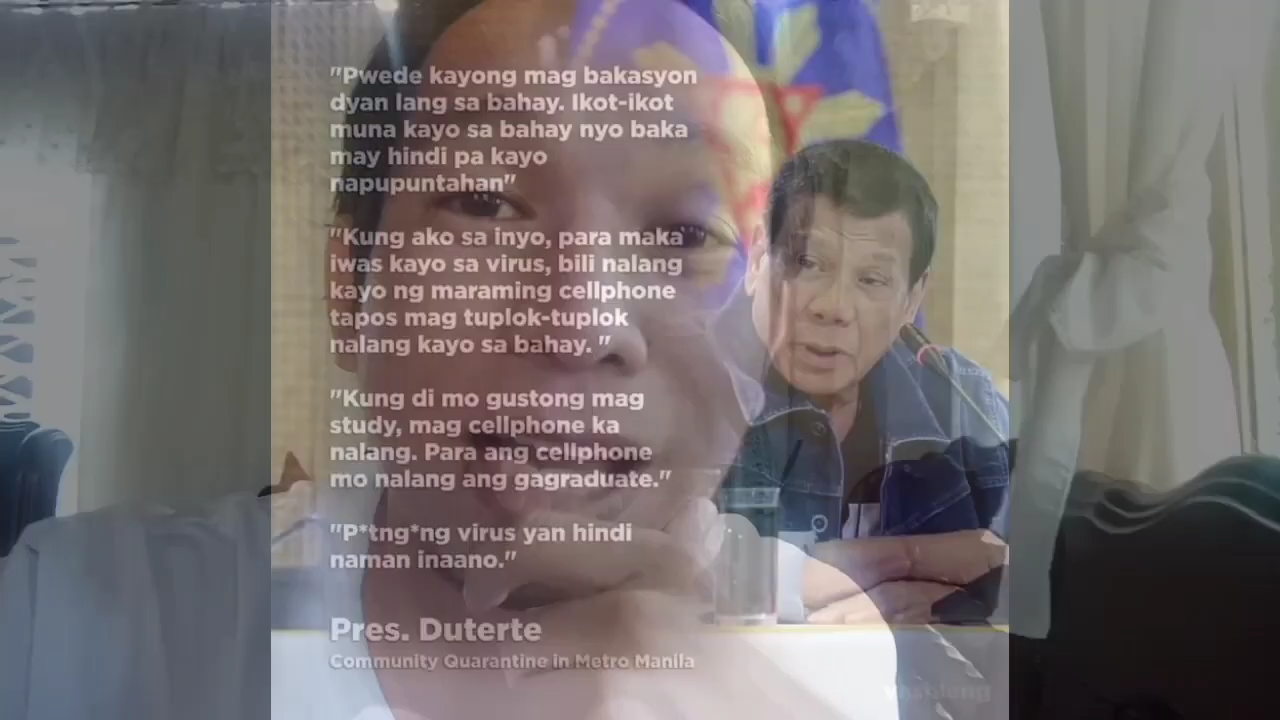 "Pwede kayong mag bakasyon
dyan lang sa bahay. Ikot-ikot
muna kayo sa bahay nyo baka
may hindi pa kayo
napupuntahan"
"Kung ako sa inyo, para maka
iwas kayo sa virus, bili nalang
kayo ng maraming cellphone
tapos mag tuplok-tuplok
nalang kayo sa bahay. "
"Kung di mo gustong mag
study, mag cellphone ka
nalang. Para ang cellphone
mo nalang ang gagraduate."
"P*tng*ng virus yan hindi
naman inaano."
Pres. Duterte
Community Quarantine in Metro Manila